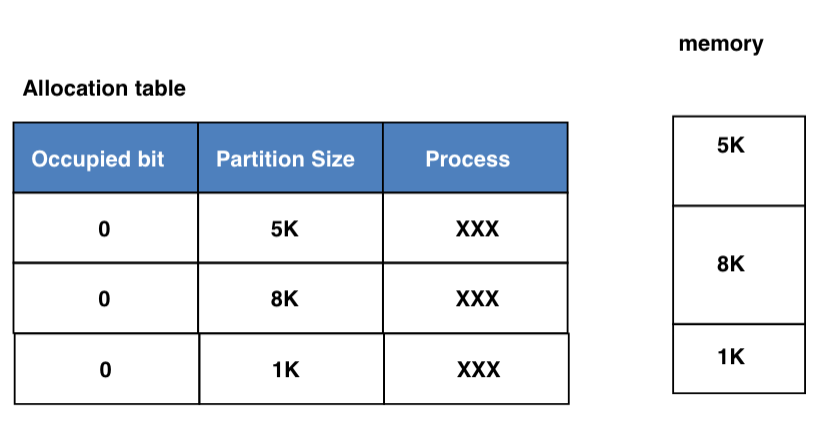 memory
Allocation table
Occupied bit Partition Size Process
0 5K XXX
0 8K XXX
0 1K XXX
5K
8K
1K